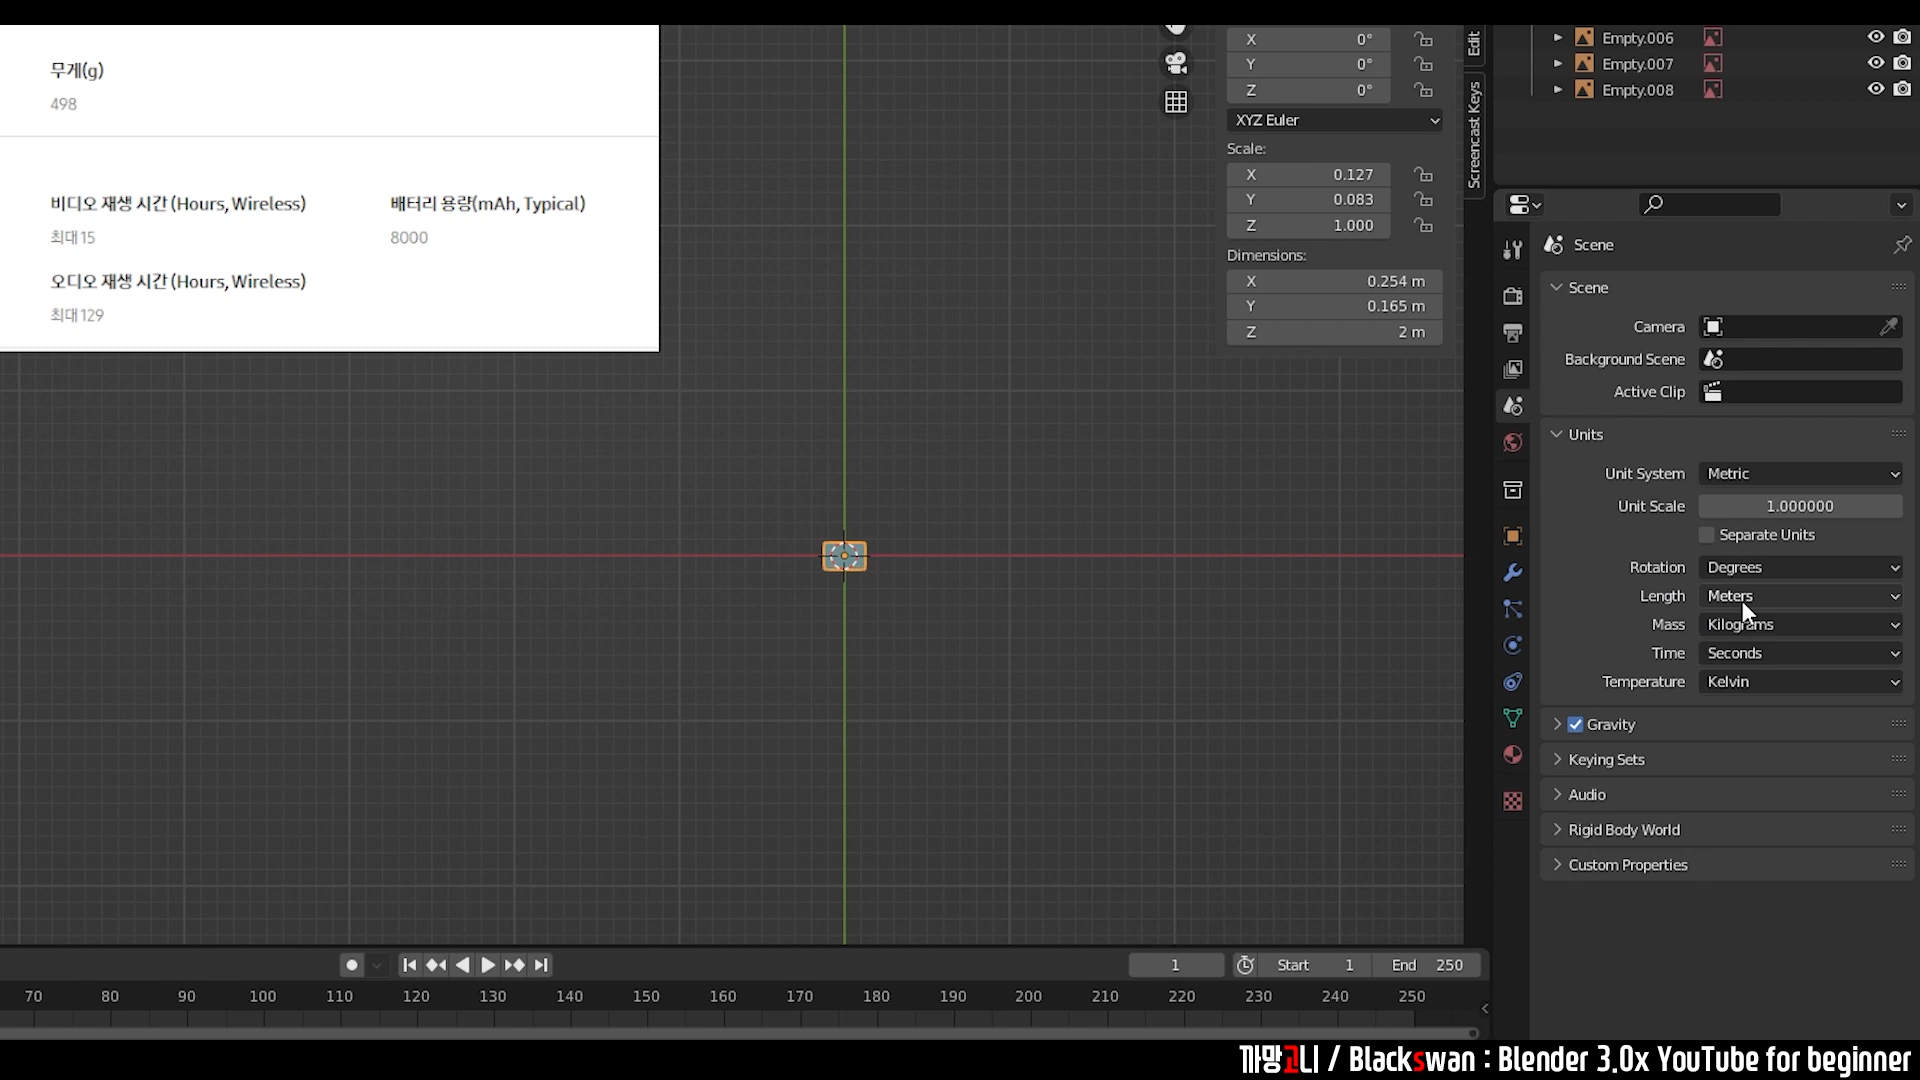 무게(g)
498
비디오 재생 시간 (Hours, Wireless)
배터리 용량(mAh, Typical)
최대 15
8000
오디오 재생 시간 (Hours, Wireless)
최대 129
X 0°
Y 0°
Z 0°
XYZ Euler
Scale:
X 0.127
Y 0.083
Z 1.000
Dimensions:
X 0.254 m
Y 0.165 m
Z 2 m
Edit
Screencast Keys
Empty.006
Empty.007
Empty.008
Scene
Scene
Camera
Background Scene
Active Clip
Units
Unit System Metric
Unit Scale 1.000000
Separate Units
Rotation Degrees
Length Meters
Mass Kilograms
Time Seconds
Temperature Kelvin
Gravity
Keying Sets
Audio
Rigid Body World
Custom Properties
1 Start 1 End 250
70 80 90 100 110 120 130 140 150 160 170 180 190 200 210 220 230 240 250
까망고니 / Blackswan : Blender 3.0x YouTube for beginner